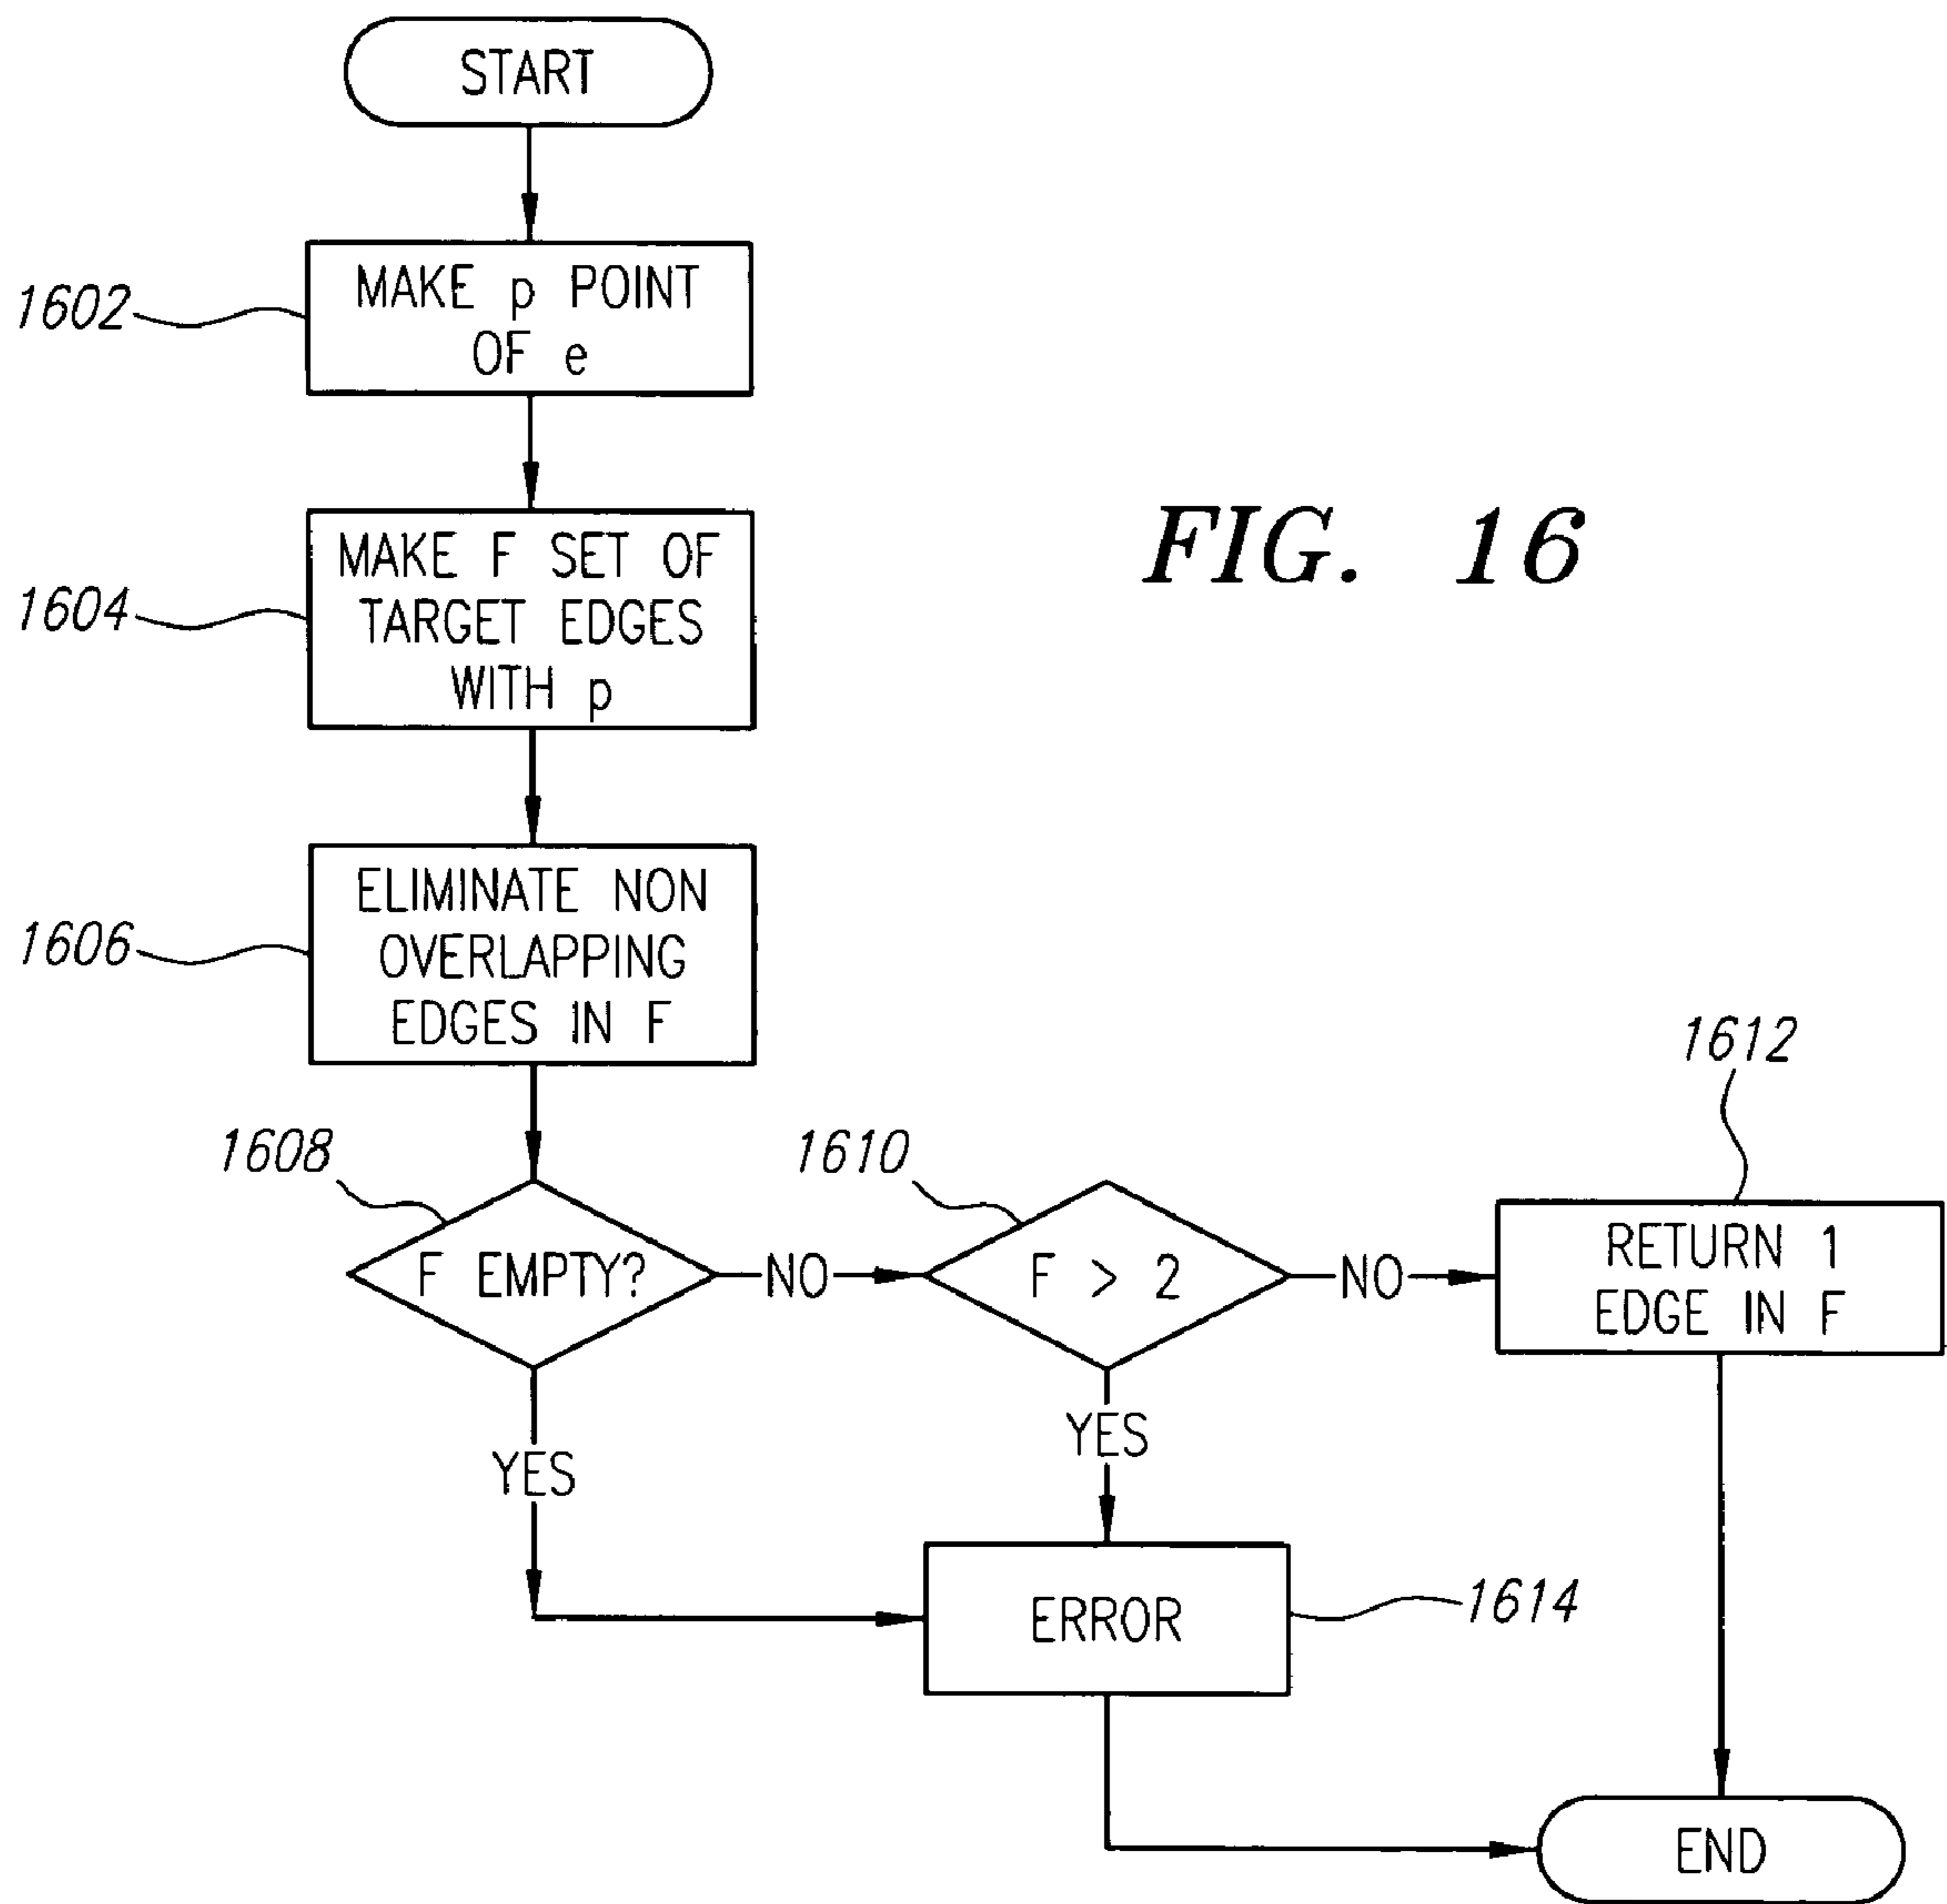 START
1602
MAKE p POINT
OF e
FIG. 16
1604
MAKE F SET OF
TARGET EDGES
WITH p
1606
ELIMINATE NON
OVERLAPPING
EDGES IN F
1608
1610
1612
F EMPTY?
NO
F > 2
NO
RETURN 1
EDGE IN F
YES
YES
ERROR
1614
END